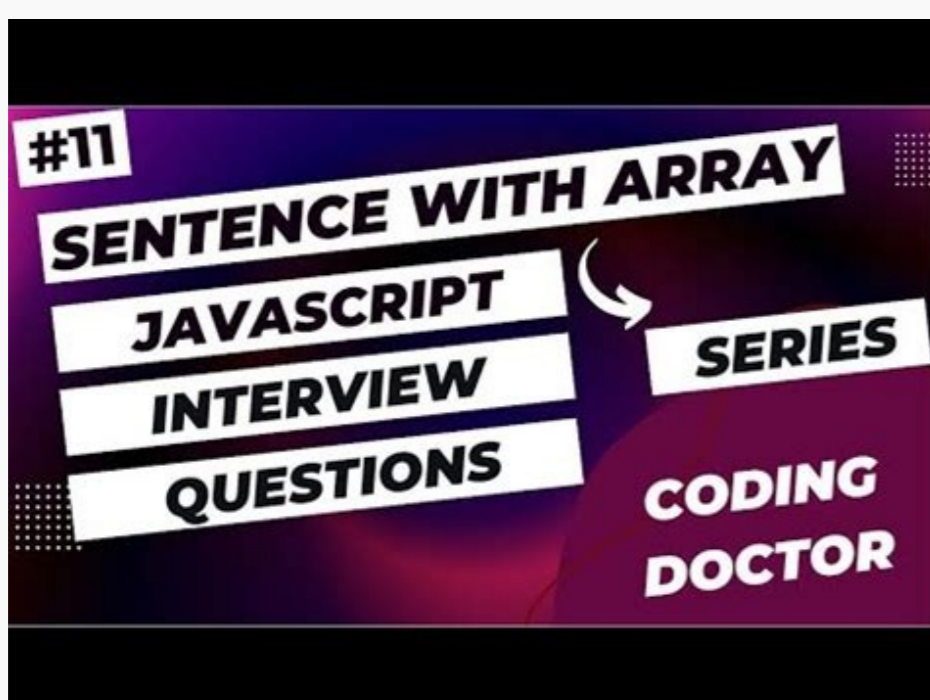 #11
SENTENCE WITH ARRAY
JAVASCRIPT
INTERVIEW
QUESTIONS
SERIES
CODING
DOCTOR